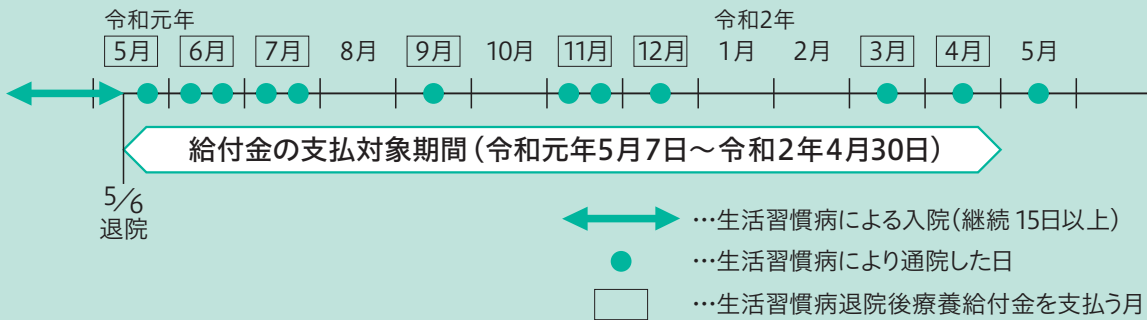 令和元年 令和2年
5月 6月 7月 8月 9月 10月 11月 12月 1月 2月 3月 4月 5月
給付金の支払対象期間(令和元年5月7日～令和2年4月30日)
5/6
退院
…生活習慣病による入院(継続 15日以上)
…生活習慣病により通院した日
…生活習慣病退院後療養給付金を支払う月